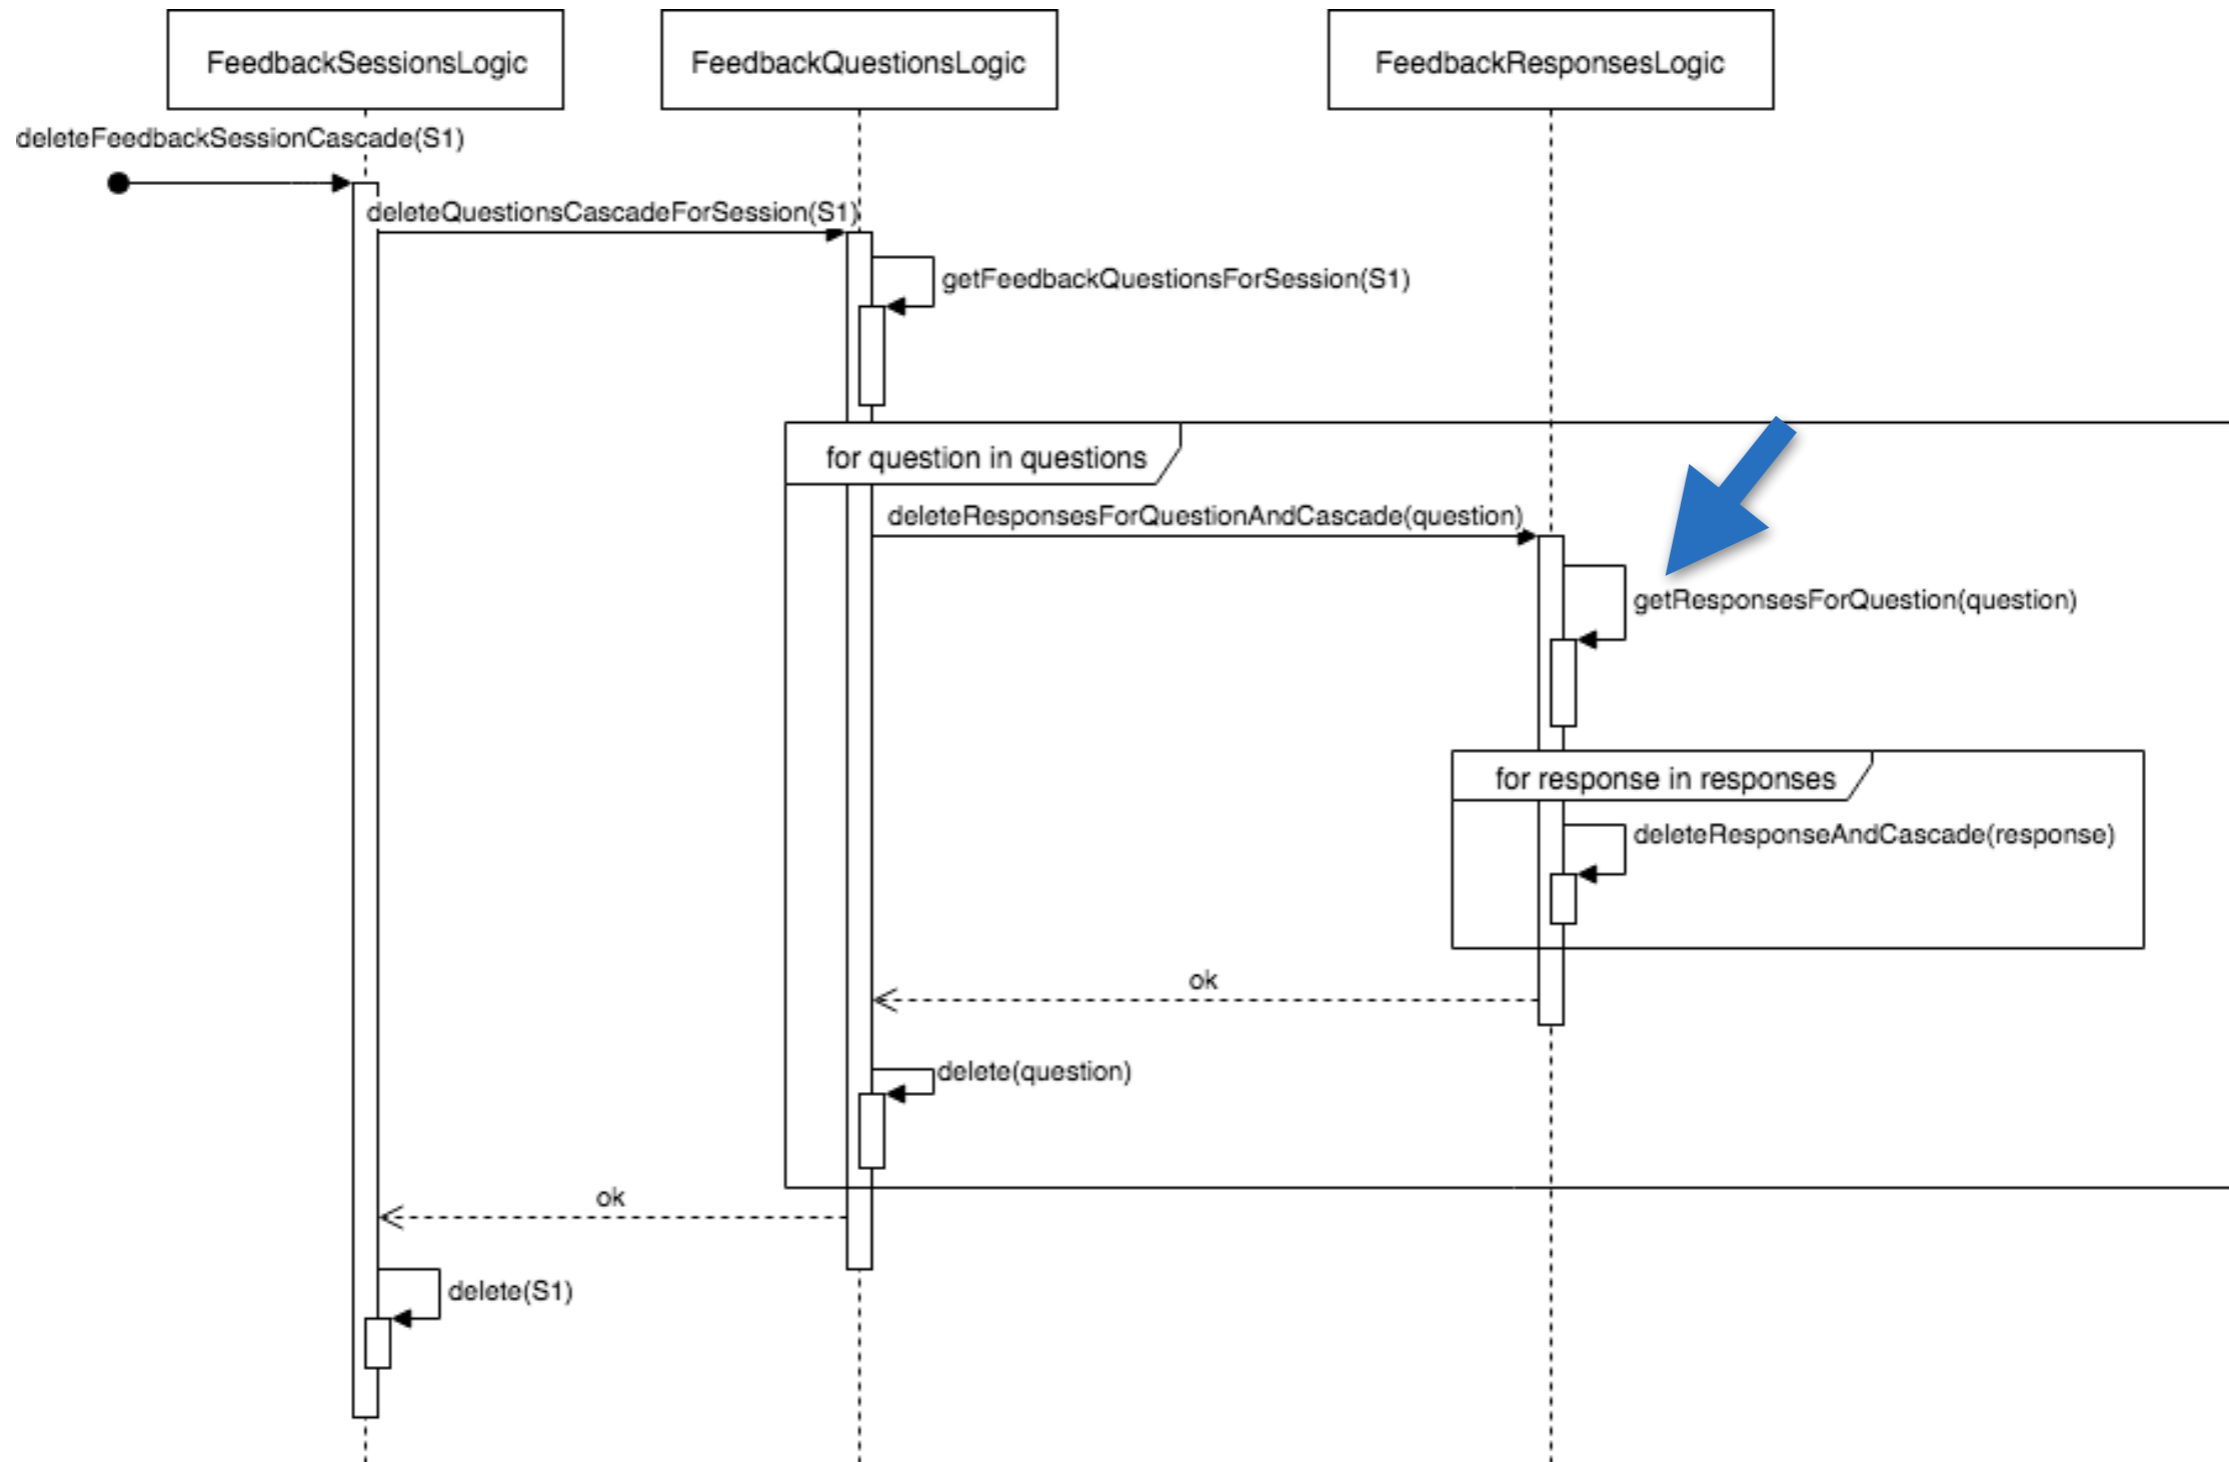 FeedbackSessionsLogic
FeedbackQuestionsLogic
FeedbackResponsesLogic
deleteFeedbackSessionCascade(S1)
deleteQuestionsCascadeForSession(S1)
getFeedbackQuestionsForSession(S1)
for question in questions
deleteResponsesForQuestionAndCascade(question)
getResponsesForQuestion(question)
for response in responses
deleteResponseAndCascade(response)
ok
delete(question)
ok
delete(S1)